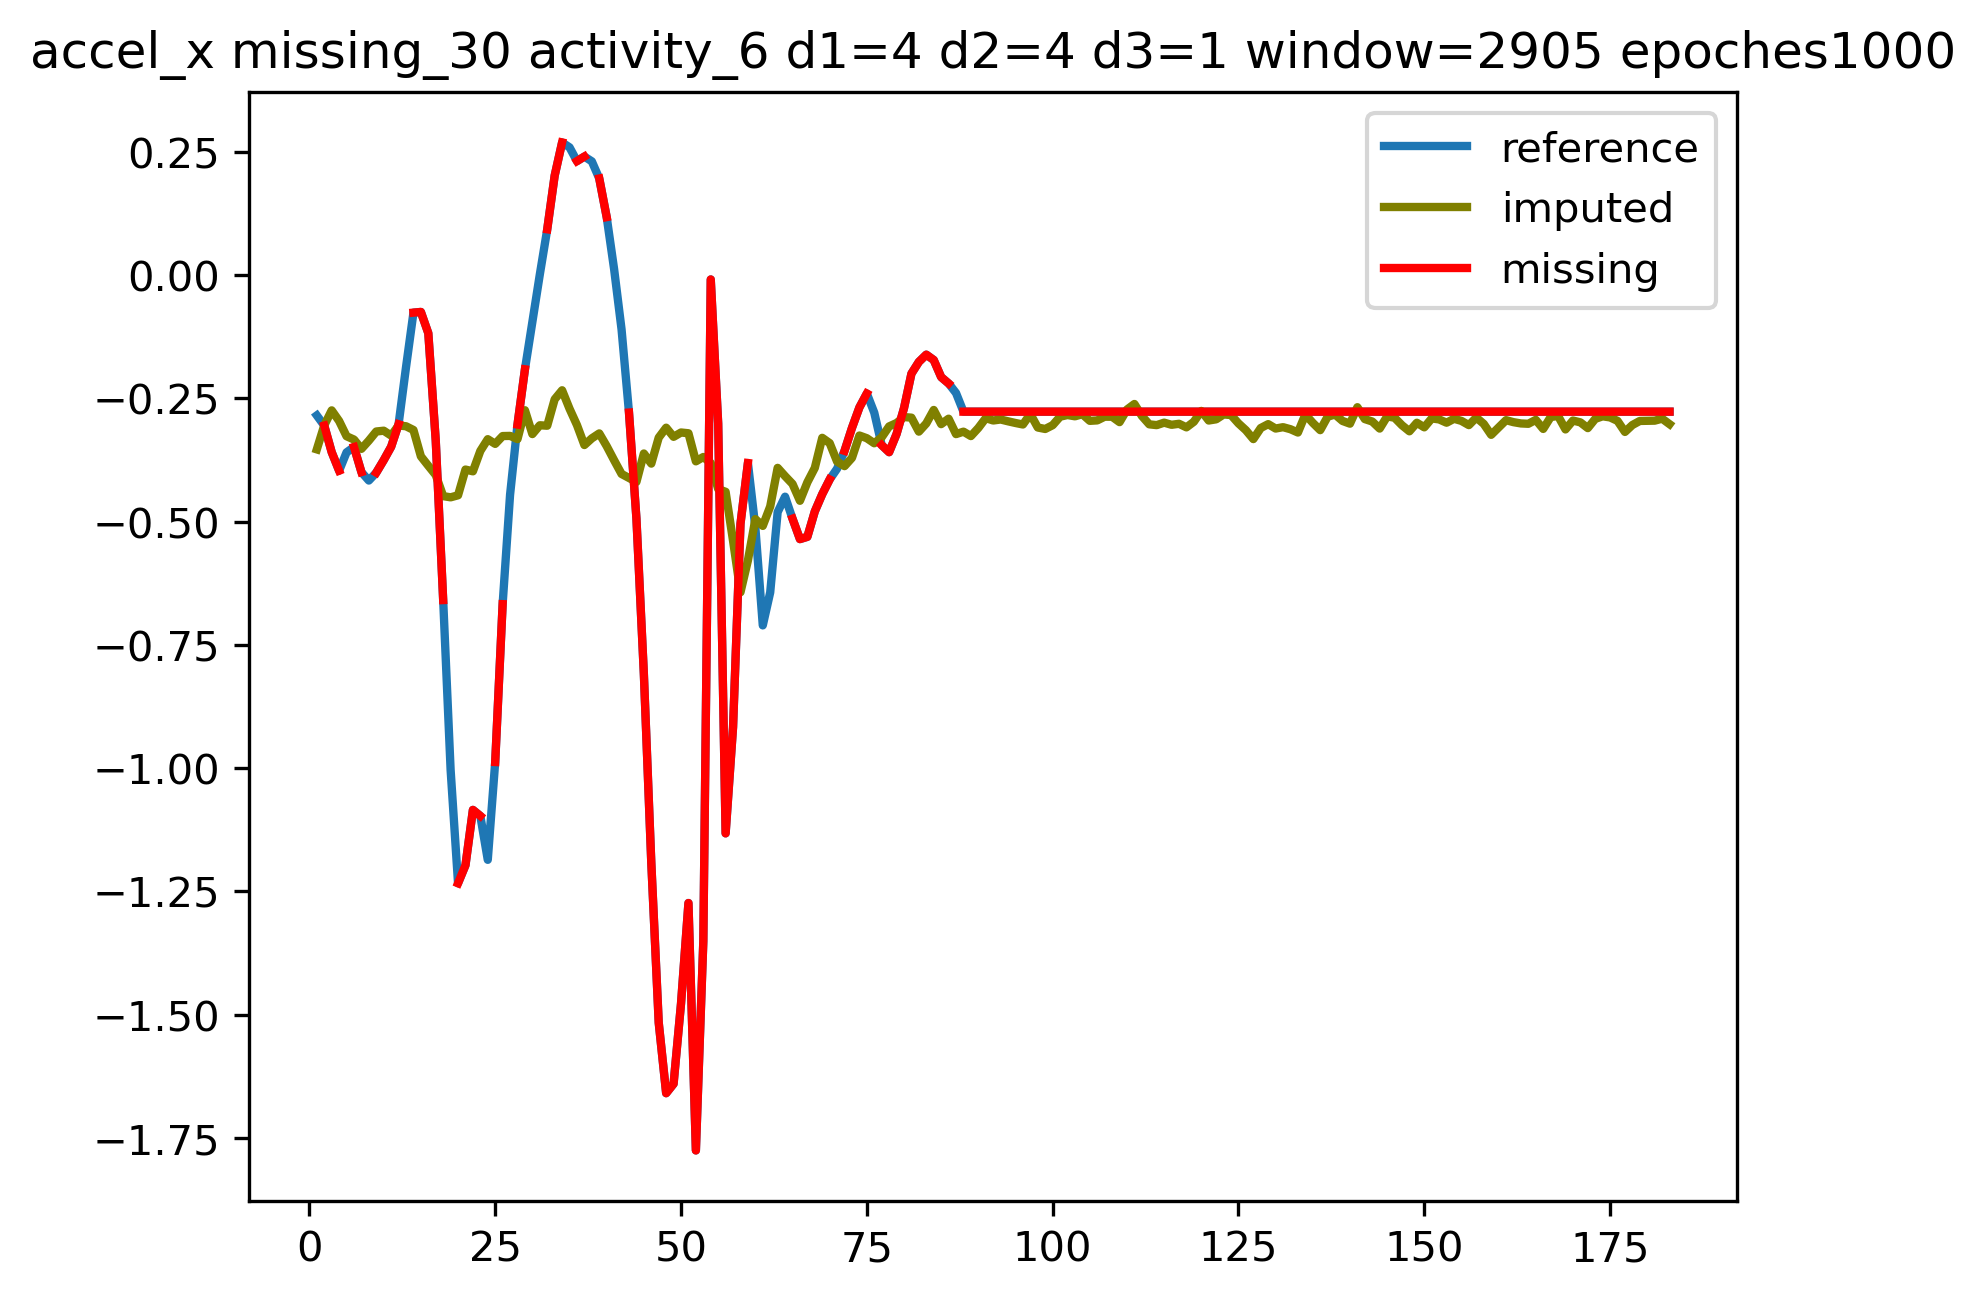 accel_x missing_30 activity_6 d1=4 d2=4 d3=1 window=2905 epoches1000
reference
imputed
missing
0.25
0.00
−0.25
−0.50
−0.75
−1.00
−1.25
−1.50
−1.75
0 25 50 75 100 125 150 175